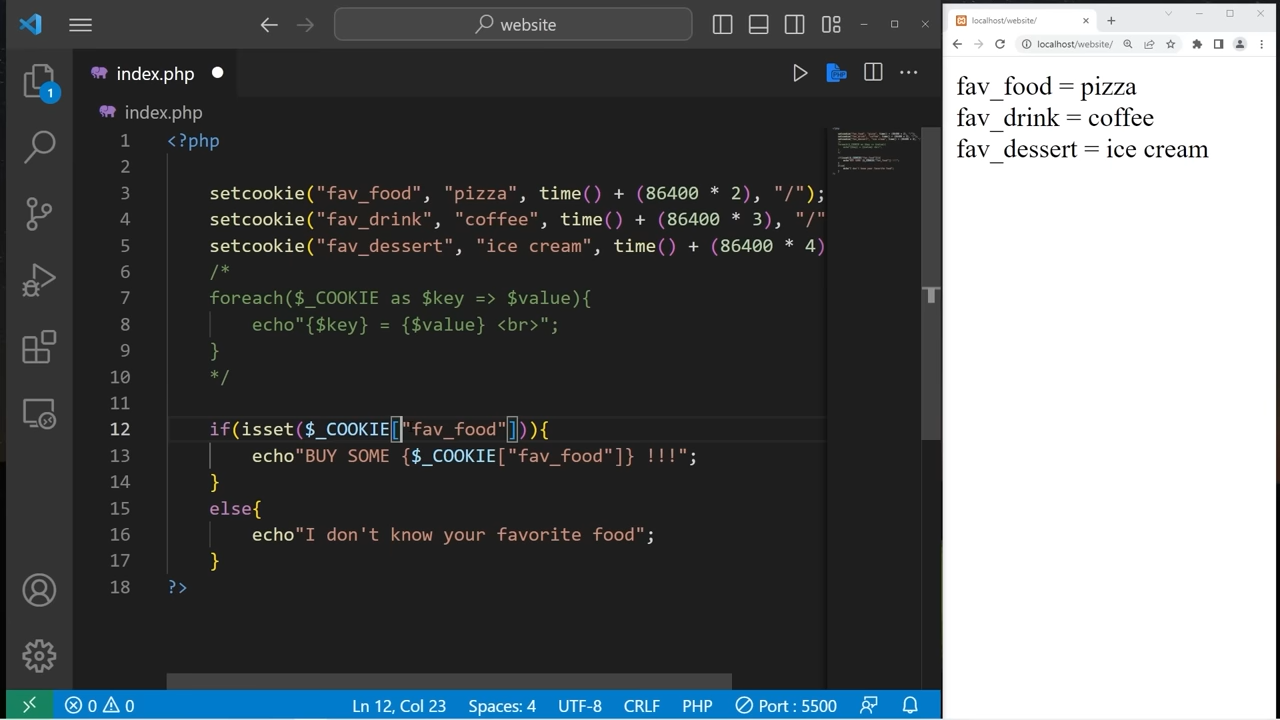 website
localhost/website/
localhost/website/
index.php
1
index.php
fav_food = pizza
fav_drink = coffee
fav_dessert = ice cream
1 <?php
2
3 setcookie("fav_food", "pizza", time() + (86400 * 2), "/");
4 setcookie("fav_drink", "coffee", time() + (86400 * 3), "/"
5 setcookie("fav_dessert", "ice cream", time() + (86400 * 4)
6 /*
7 foreach($_COOKIE as $key => $value){
8 echo"{$key} = {$value} <br>";
9 }
10 */
11
12 if(isset($_COOKIE["fav_food"])){
13 echo"BUY SOME {$_COOKIE["fav_food"]} !!!";
14 }
15 else{
16 echo"I don't know your favorite food";
17 }
18 ?>
0 0 Ln 12, Col 23 Spaces: 4 UTF-8 CRLF PHP Port : 5500